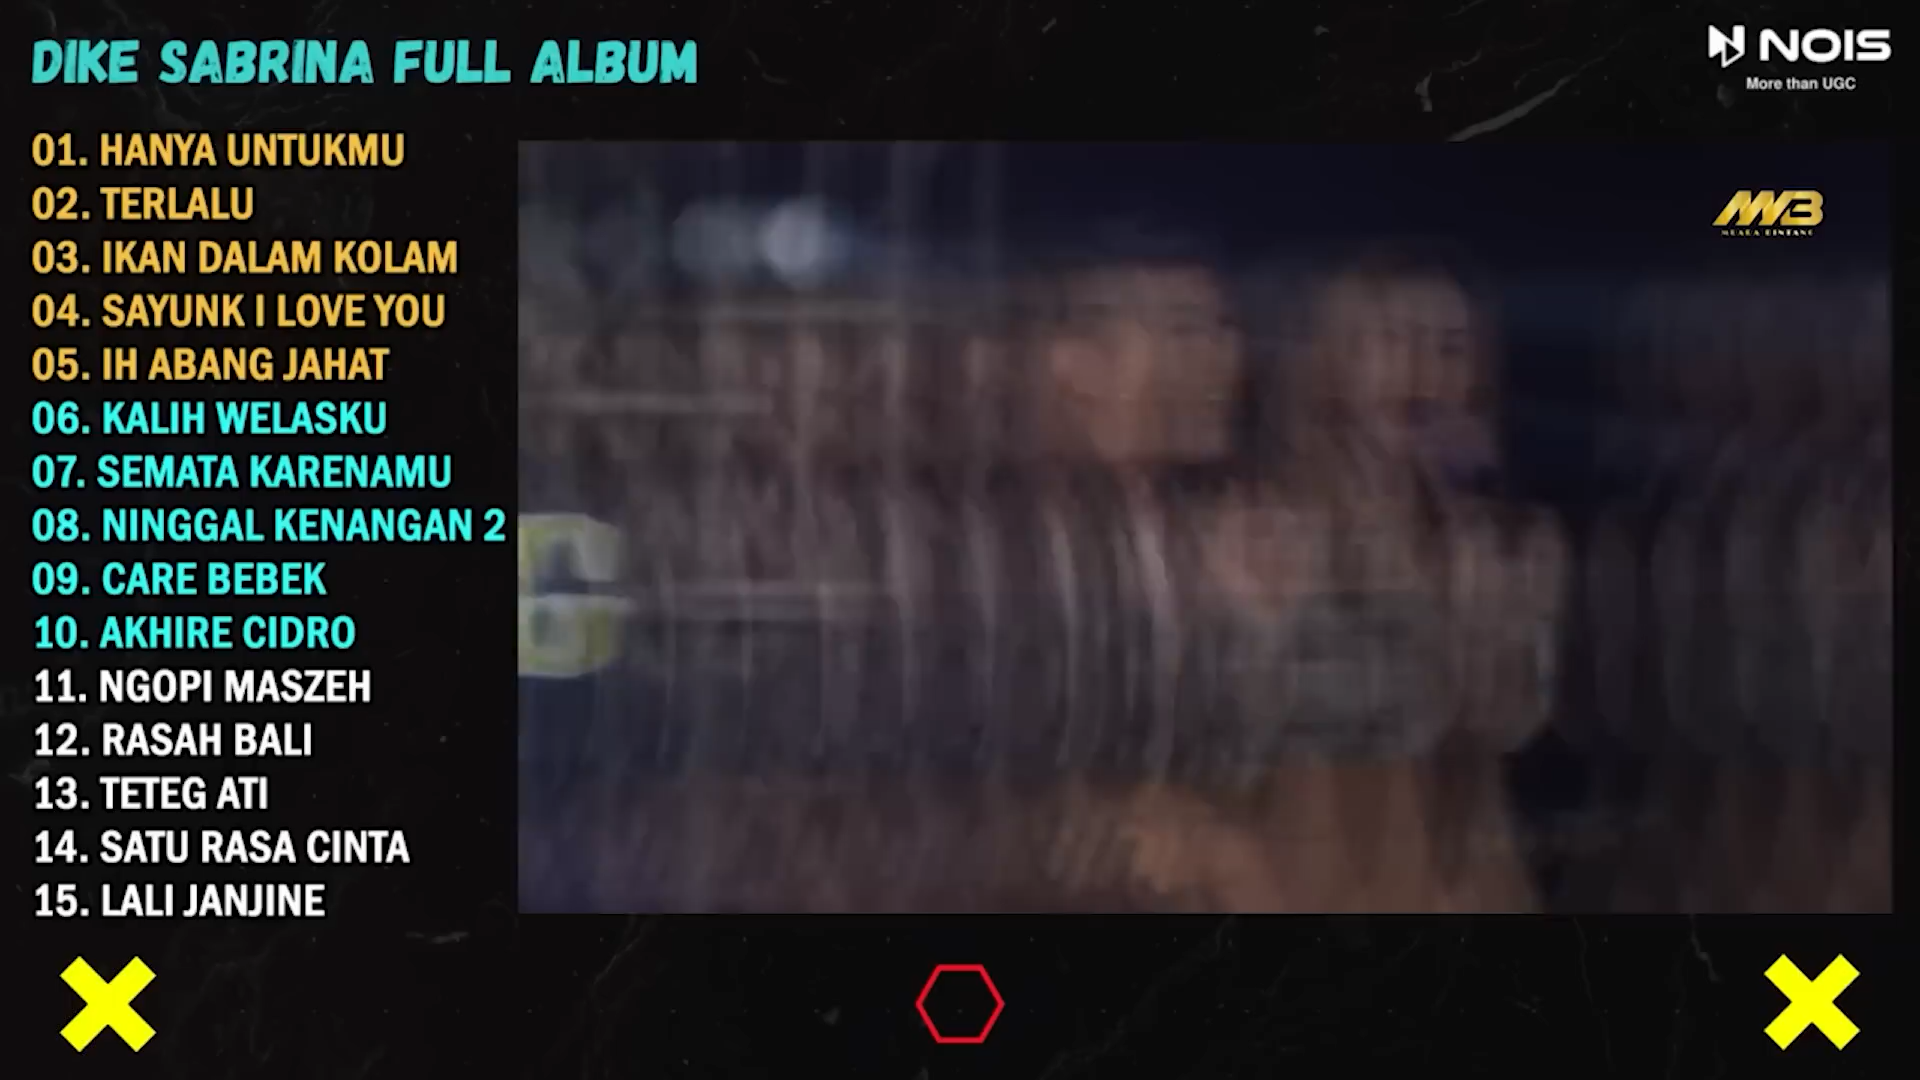 DIKE SABRINA FULL ALBUM
NOIS
More than UGC
01. HANYA UNTUKMU
02. TERLALU
03. IKAN DALAM KOLAM
04. SAYUNK I LOVE YOU
05. IH ABANG JAHAT
06. KALIH WELASKU
07. SEMATA KARENAMU
08. NINGGAL KENANGAN 2
09. CARE BEBEK
10. AKHIRE CIDRO
11. NGOPI MASZEH
12. RASAH BALI
13. TETEG ATI
14. SATU RASA CINTA
15. LALI JANJINE
MB
MUARA BINTANG